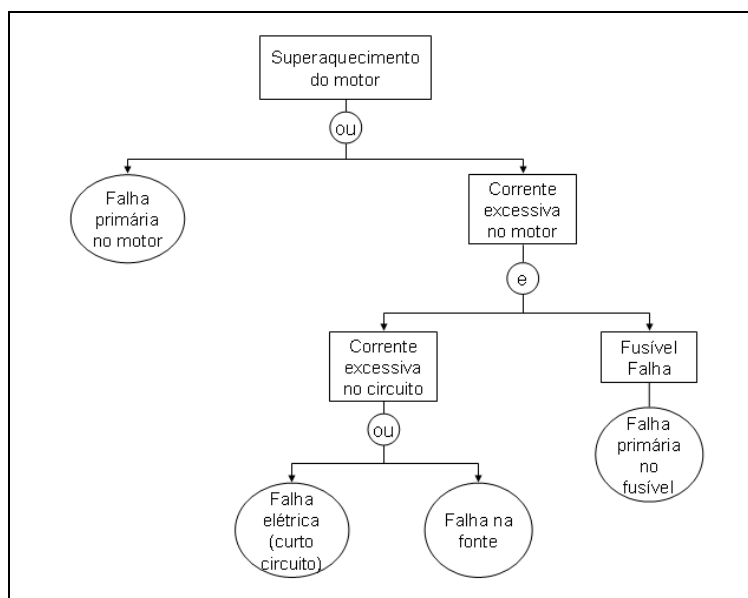 Superaquecimento
do motor
ou
Falha
primária
no motor
Corrente
excessiva
no motor
e
Corrente
excessiva
no circuito
Fusível
Falha
ou
Falha
primária
no
fusível
Falha
elétrica
(curto
circuito)
Falha na
fonte